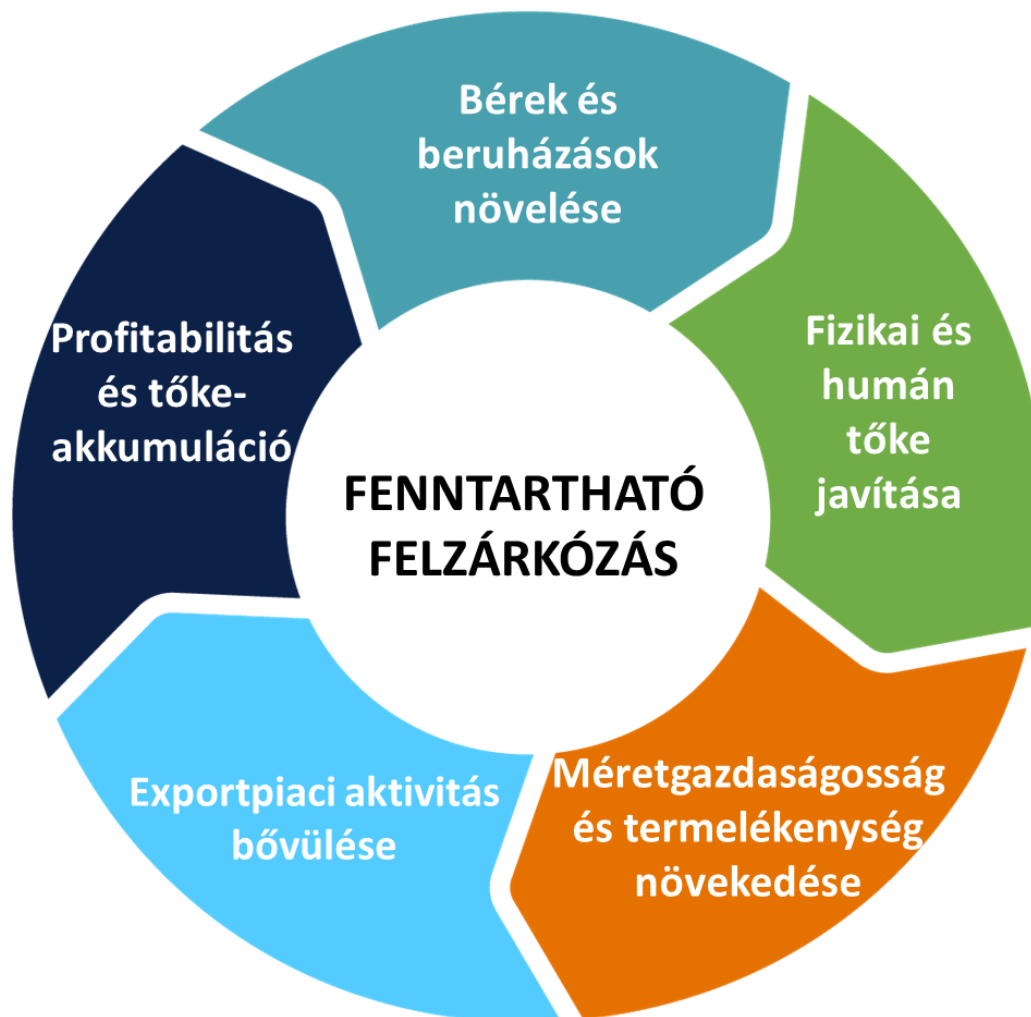 Bérek és
beruházások
növelése
Fizikai és
humán
tőke
javítása
Méretgazdaságosság
és termelékenység
növekedése
Exportpiaci aktivitás
bővülése
Profitabilitás
és tőke-
akkumuláció
FENNTARTHATÓ
FELZÁRKÓZÁS